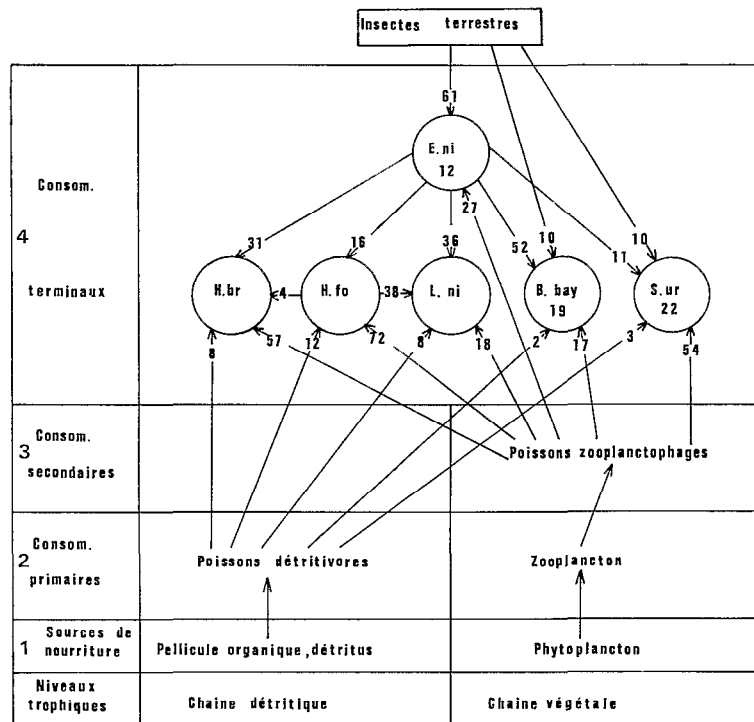 Insectes terrestres
61
E. ni
12
Consom.
27
4
31 16 36 52 10 11 10
H.br 4 H.fo 38 L. ni B. bay S.ur
19 22
terminaux
8 57 12 72 8 18 2 17 3 54
Consom.
3 Poissons zooplanctophages
secondaires
Consom.
2 Poissons détritivores Zooplancton
primaires
Sources de
1 nourriture Pellicule organique, détritus Phytoplancton
Niveaux
trophiques Chaine détritique Chaine végétale